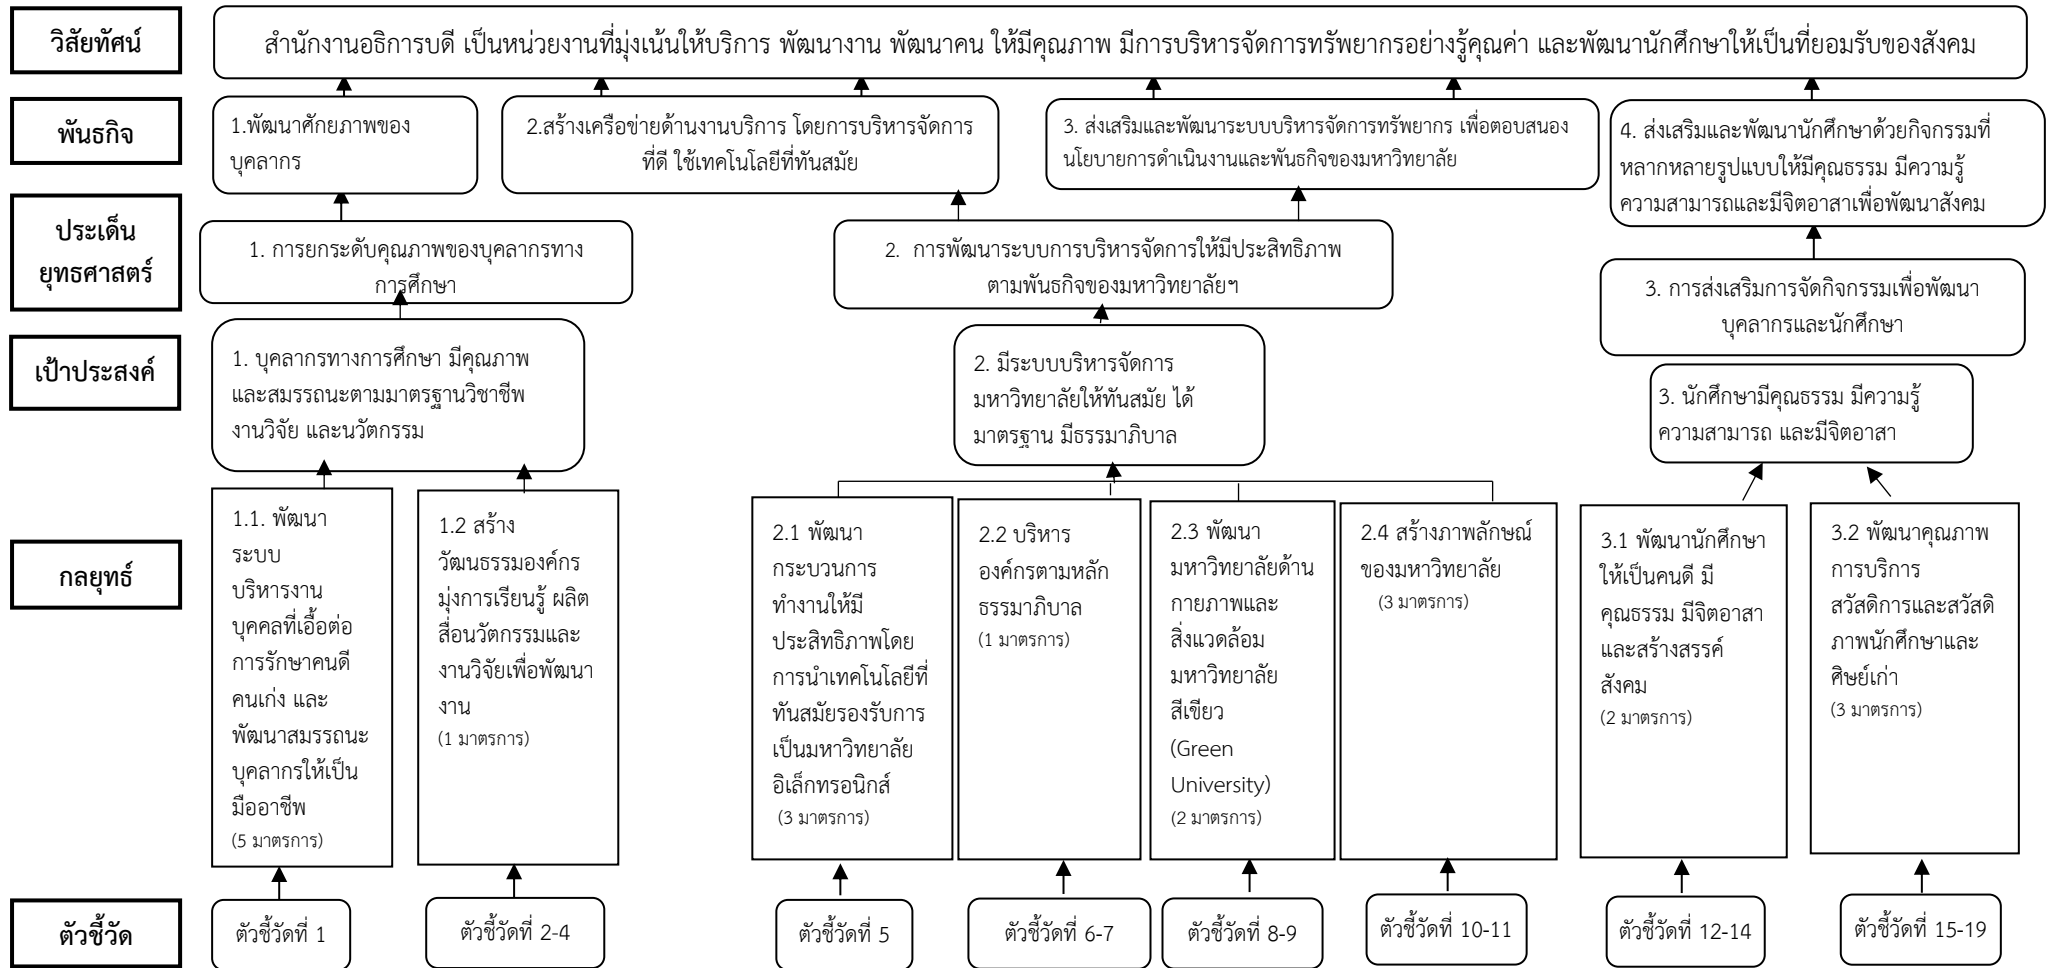 วิสัยทัศน์
สำนักงานอธิการบดี เป็นหน่วยงานที่มุ่งเน้นให้บริการ พัฒนางาน พัฒนาคน ให้มีคุณภาพ มีการบริหารจัดการทรัพยากรอย่างรู้คุณค่า และพัฒนานักศึกษาให้เป็นที่ยอมรับของสังคม
พันธกิจ
1.พัฒนาศักยภาพของ
บุคลากร
2.สร้างเครือข่ายด้านงานบริการ โดยการบริหารจัดการ
ที่ดี ใช้เทคโนโลยีที่ทันสมัย
3. ส่งเสริมและพัฒนาระบบบริหารจัดการทรัพยากร เพื่อตอบสนอง
นโยบายการดำเนินงานและพันธกิจของมหาวิทยาลัย
4. ส่งเสริมและพัฒนานักศึกษาด้วยกิจกรรมที่
หลากหลายรูปแบบให้มีคุณธรรม มีความรู้
ความสามารถและมีจิตอาสาเพื่อพัฒนาสังคม
ประเด็น
ยุทธศาสตร์
1. การยกระดับคุณภาพของบุคลากรทาง
การศึกษา
2. การพัฒนาระบบการบริหารจัดการให้มีประสิทธิภาพ
ตามพันธกิจของมหาวิทยาลัยฯ
3. การส่งเสริมการจัดกิจกรรมเพื่อพัฒนา
บุคลากรและนักศึกษา
เป้าประสงค์
1. บุคลากรทางการศึกษา มีคุณภาพ
และสมรรถนะตามมาตรฐานวิชาชีพ
งานวิจัย และนวัตกรรม
2. มีระบบบริหารจัดการ
มหาวิทยาลัยให้ทันสมัย ได้
มาตรฐาน มีธรรมาภิบาล
3. นักศึกษามีคุณธรรม มีความรู้
ความสามารถ และมีจิตอาสา
กลยุทธ์
1.1. พัฒนา
ระบบ
บริหารงาน
บุคคลที่เอื้อต่อ
การรักษาคนดี
คนเก่ง และ
พัฒนาสมรรถนะ
บุคลากรให้เป็น
มืออาชีพ
(5 มาตรการ)
1.2 สร้าง
วัฒนธรรมองค์กร
มุ่งการเรียนรู้ ผลิต
สื่อนวัตกรรมและ
งานวิจัยเพื่อพัฒนา
งาน
(1 มาตรการ)
2.1 พัฒนา
กระบวนการ
ทำงานให้มี
ประสิทธิภาพโดย
การนำเทคโนโลยีที่
ทันสมัยรองรับการ
เป็นมหาวิทยาลัย
อิเล็กทรอนิกส์
(3 มาตรการ)
2.2 บริหาร
องค์กรตามหลัก
ธรรมาภิบาล
(1 มาตรการ)
2.3 พัฒนา
มหาวิทยาลัยด้าน
กายภาพและ
สิ่งแวดล้อม
มหาวิทยาลัย
สีเขียว
(Green
University)
(2 มาตรการ)
2.4 สร้างภาพลักษณ์
ของมหาวิทยาลัย
(3 มาตรการ)
3.1 พัฒนานักศึกษา
ให้เป็นคนดี มี
คุณธรรม มีจิตอาสา
และสร้างสรรค์
สังคม
(2 มาตรการ)
3.2 พัฒนาคุณภาพ
การบริการ
สวัสดิการและสวัสดิ
ภาพนักศึกษาและ
ศิษย์เก่า
(3 มาตรการ)
ตัวชี้วัด
ตัวชี้วัดที่ 1
ตัวชี้วัดที่ 2-4
ตัวชี้วัดที่ 5
ตัวชี้วัดที่ 6-7
ตัวชี้วัดที่ 8-9
ตัวชี้วัดที่ 10-11
ตัวชี้วัดที่ 12-14
ตัวชี้วัดที่ 15-19